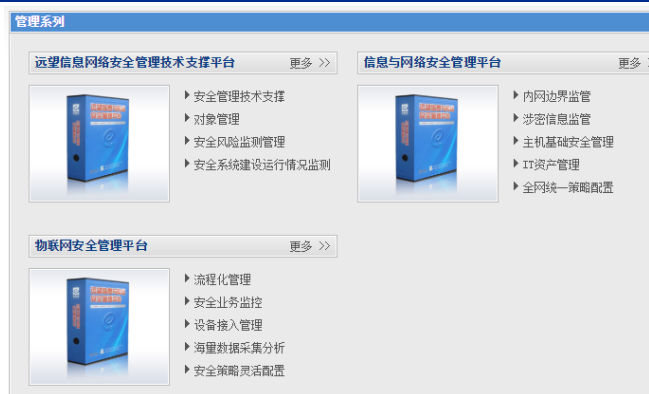 管理系列
远望信息网络安全管理技术支撑平台 更多 >>
安全管理技术支撑
对象管理
安全风险监测管理
安全系统建设运行情况监测
信息与网络安全管理平台 更多
内网边界监管
涉密信息监管
主机基础安全管理
IT资产管理
全网统一策略配置
物联网安全管理平台 更多 >>
流程化管理
安全业务监控
设备接入管理
海量数据采集分析
安全策略灵活配置